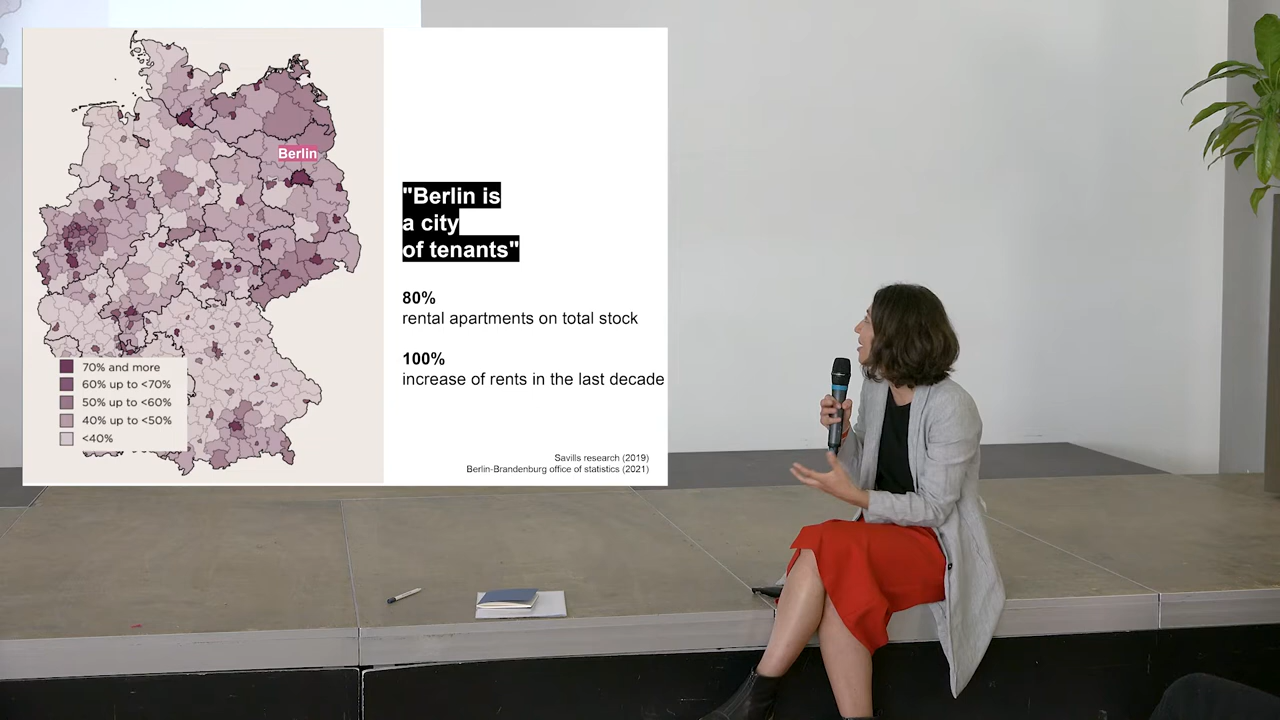 Berlin
"Berlin is
a city
of tenants"
80%
rental apartments on total stock
100%
increase of rents in the last decade
70% and more
60% up to <70%
50% up to <60%
40% up to <50%
<40%
Savills research (2019)
Berlin-Brandenburg office of statistics (2021)